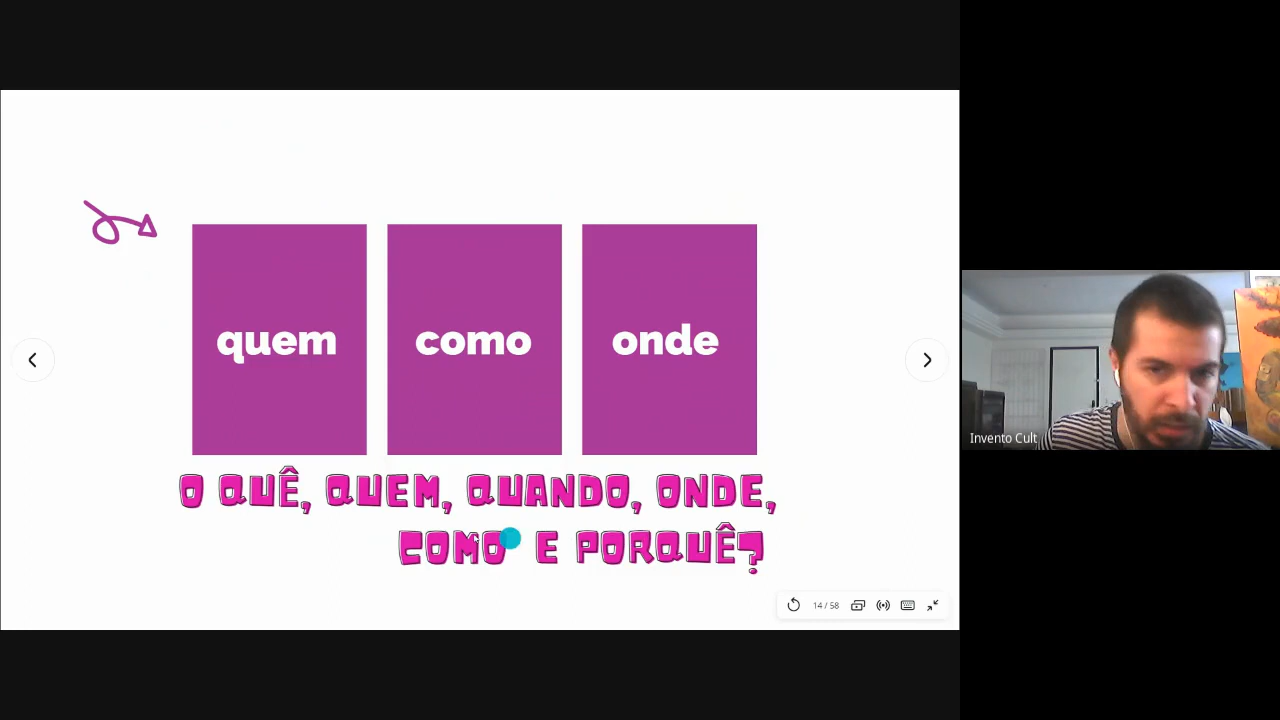 quem
como
onde
O QUÊ, QUEM, QUANDO, ONDE,
COMO E PORQUÊ?
14 / 58
Invento Cult